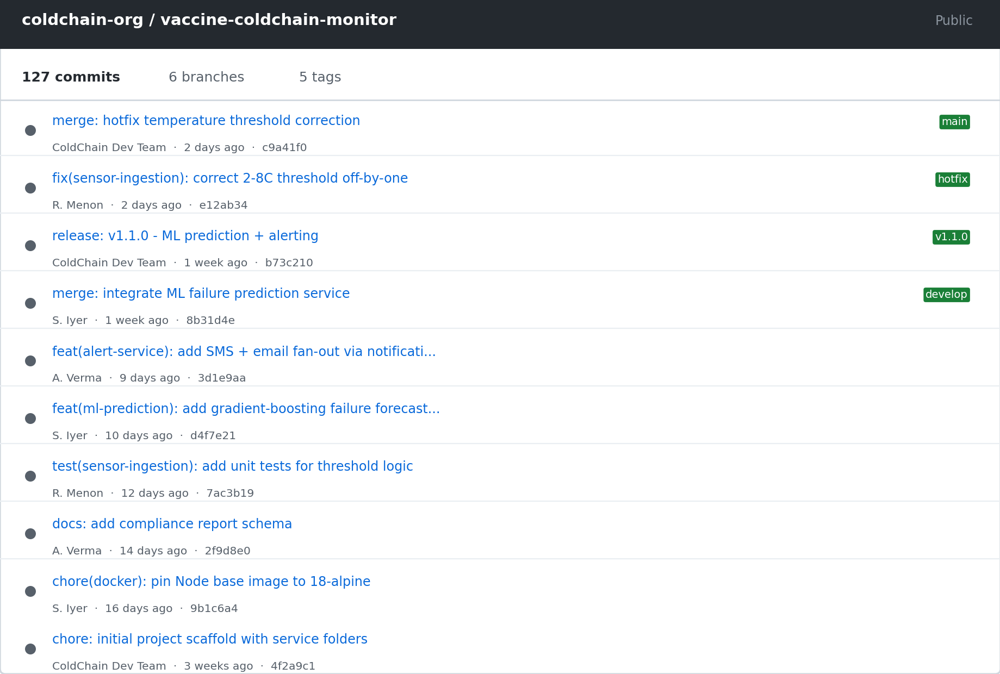 coldchain-org / vaccine-coldchain-monitor
Public
127 commits 6 branches 5 tags
merge: hotfix temperature threshold correction
main
ColdChain Dev Team · 2 days ago · c9a41f0
fix(sensor-ingestion): correct 2-8C threshold off-by-one
hotfix
R. Menon · 2 days ago · e12ab34
release: v1.1.0 - ML prediction + alerting
v1.1.0
ColdChain Dev Team · 1 week ago · b73c210
merge: integrate ML failure prediction service
develop
S. Iyer · 1 week ago · 8b31d4e
feat(alert-service): add SMS + email fan-out via notificati...
A. Verma · 9 days ago · 3d1e9aa
feat(ml-prediction): add gradient-boosting failure forecast...
S. Iyer · 10 days ago · d4f7e21
test(sensor-ingestion): add unit tests for threshold logic
R. Menon · 12 days ago · 7ac3b19
docs: add compliance report schema
A. Verma · 14 days ago · 2f9d8e0
chore(docker): pin Node base image to 18-alpine
S. Iyer · 16 days ago · 9b1c6a4
chore: initial project scaffold with service folders
ColdChain Dev Team · 3 weeks ago · 4f2a9c1